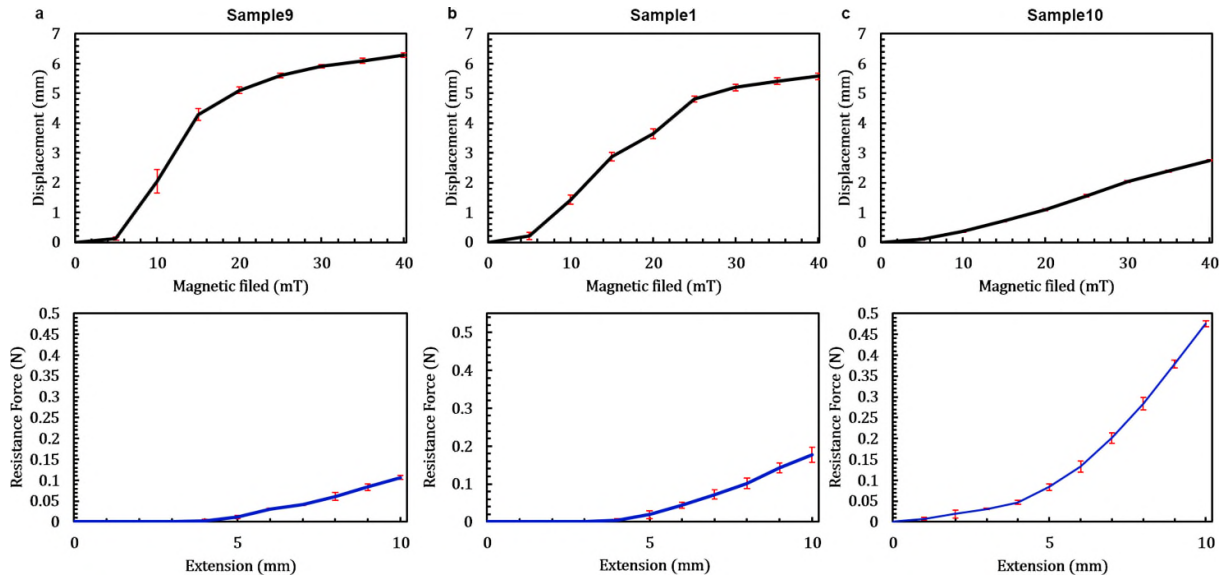 a Sample9
7
6
5
4
3
2
1
0
Displacement (mm)
0 10 20 30 40
Magnetic filed (mT)
b Sample1
7
6
5
4
3
2
1
0
Displacement (mm)
0 10 20 30 40
Magnetic filed (mT)
c Sample10
7
6
5
4
3
2
1
0
Displacement (mm)
0 10 20 30 40
Magnetic filed (mT)
0.5
0.45
0.4
0.35
0.3
0.25
0.2
0.15
0.1
0.05
0
Resistance Force (N)
0 5 10
Extension (mm)
0.5
0.4
0.3
0.2
0.1
0
Resistance Force (N)
0 5 10
Extension (mm)
0.5
0.45
0.4
0.35
0.3
0.25
0.2
0.15
0.1
0.05
0
Resistance Force (N)
0 5 10
Extension (mm)